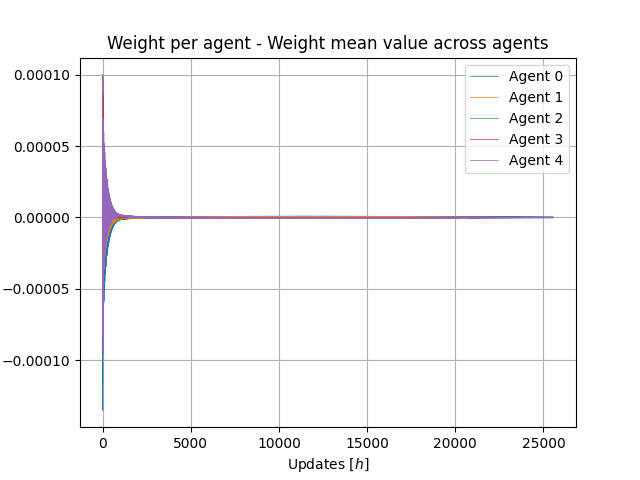 Weight per agent - Weight mean value across agents
0.00010
0.00005
0.00000
−0.00005
−0.00010
Agent 0
Agent 1
Agent 2
Agent 3
Agent 4
0
5000
10000
15000
20000
25000
Updates [h]